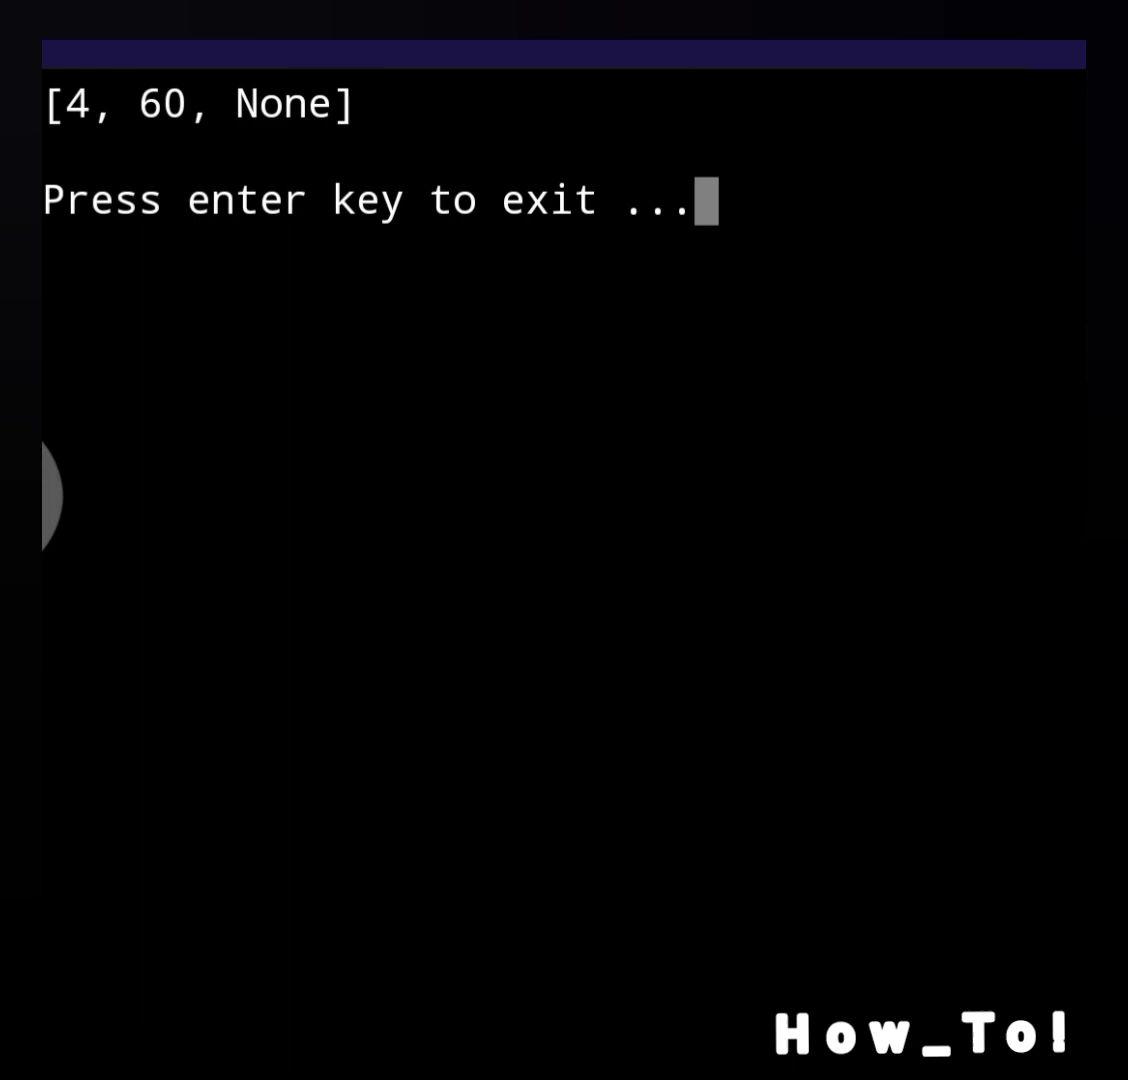 [4, 60, None]
Press enter key to exit ...
How_To!